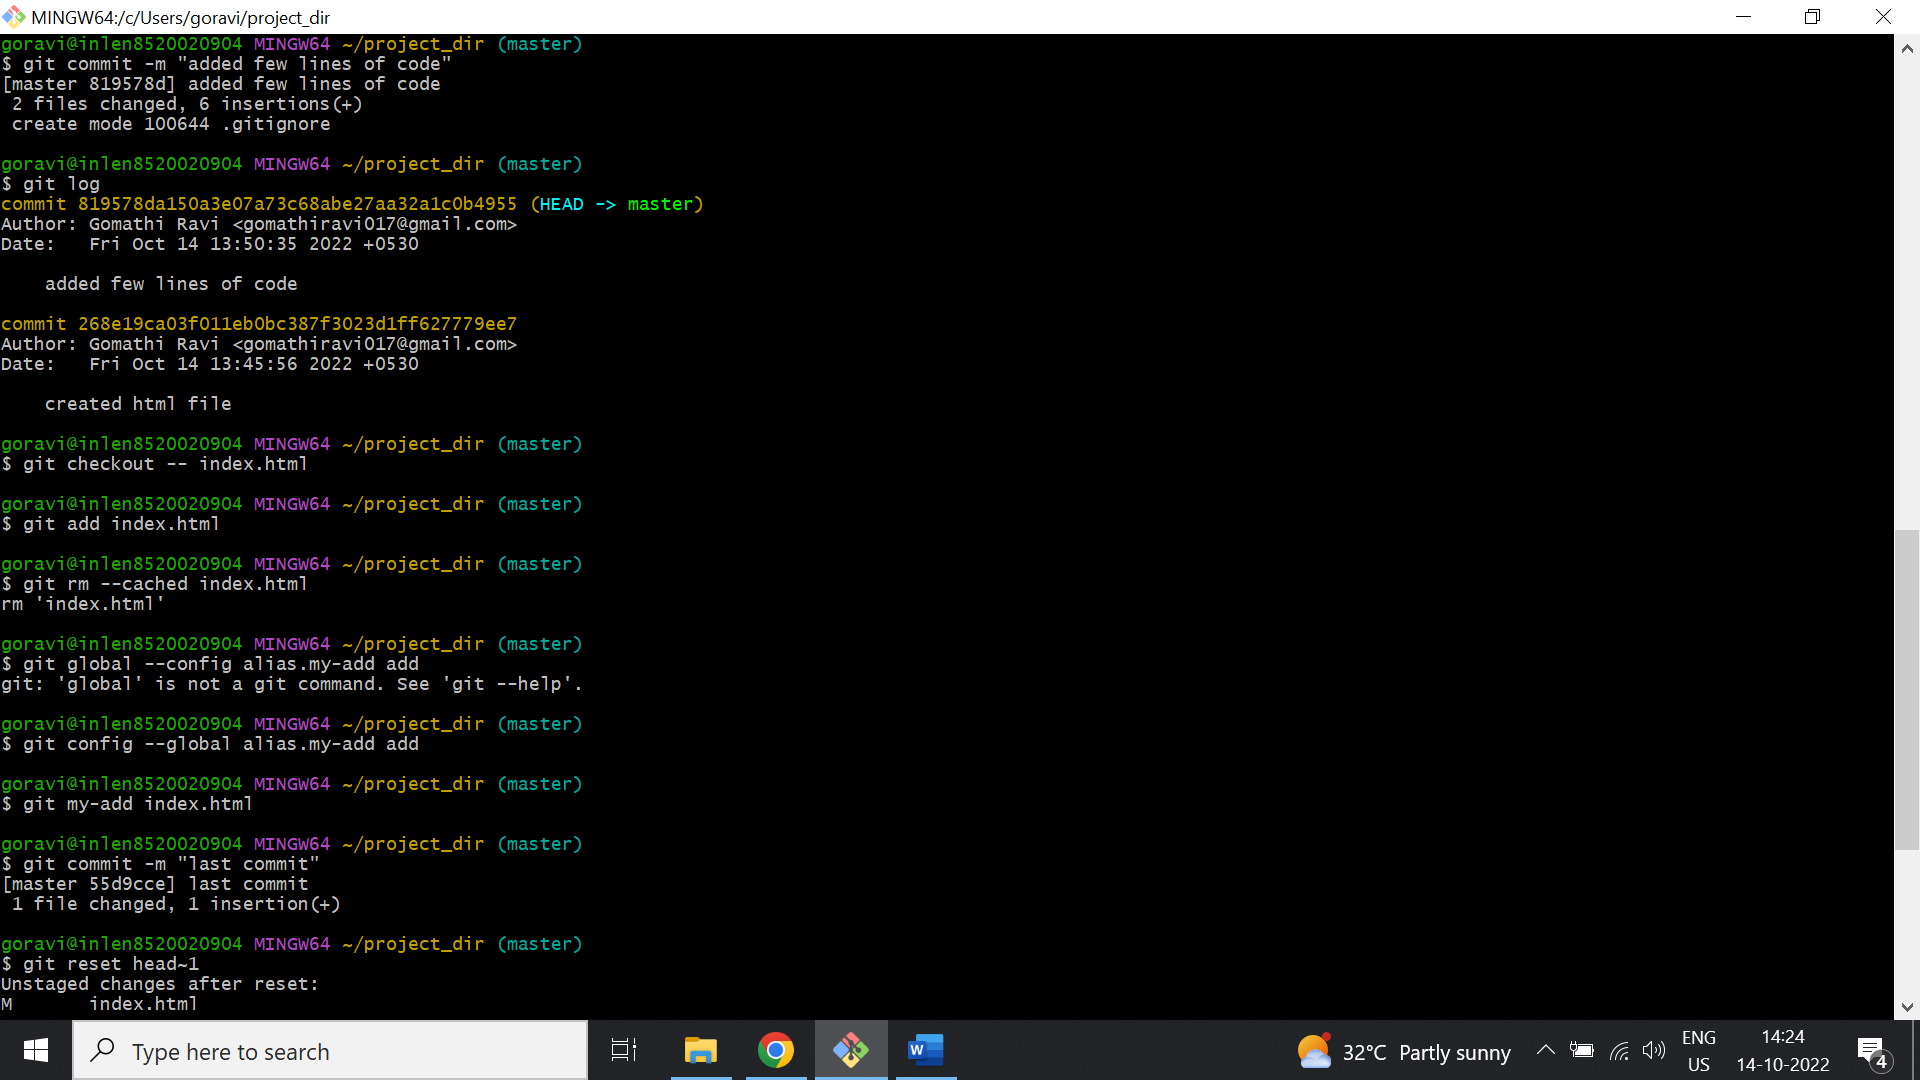 MINGW64:/c/Users/goravi/project_dir
goravi@inlen8520020904 MINGW64 ~/project_dir (master)
$ git commit -m "added few lines of code"
[master 819578d] added few lines of code
 2 files changed, 6 insertions(+)
 create mode 100644 .gitignore
goravi@inlen8520020904 MINGW64 ~/project_dir (master)
$ git log
commit 819578da150a3e07a73c68abe27aa32a1c0b4955 (HEAD -> master)
Author: Gomathi Ravi <gomathiravi017@gmail.com>
Date:   Fri Oct 14 13:50:35 2022 +0530
    added few lines of code
commit 268e19ca03f011eb0bc387f3023d1ff627779ee7
Author: Gomathi Ravi <gomathiravi017@gmail.com>
Date:   Fri Oct 14 13:45:56 2022 +0530
    created html file
goravi@inlen8520020904 MINGW64 ~/project_dir (master)
$ git checkout -- index.html
goravi@inlen8520020904 MINGW64 ~/project_dir (master)
$ git add index.html
goravi@inlen8520020904 MINGW64 ~/project_dir (master)
$ git rm --cached index.html
rm 'index.html'
goravi@inlen8520020904 MINGW64 ~/project_dir (master)
$ git global --config alias.my-add add
git: 'global' is not a git command. See 'git --help'.
goravi@inlen8520020904 MINGW64 ~/project_dir (master)
$ git config --global alias.my-add add
goravi@inlen8520020904 MINGW64 ~/project_dir (master)
$ git my-add index.html
goravi@inlen8520020904 MINGW64 ~/project_dir (master)
$ git commit -m "last commit"
[master 55d9cce] last commit
 1 file changed, 1 insertion(+)
goravi@inlen8520020904 MINGW64 ~/project_dir (master)
$ git reset head~1
Unstaged changes after reset:
M       index.html
Type here to search
W
32°C Partly sunny
ENG
US
14:24
14-10-2022
4